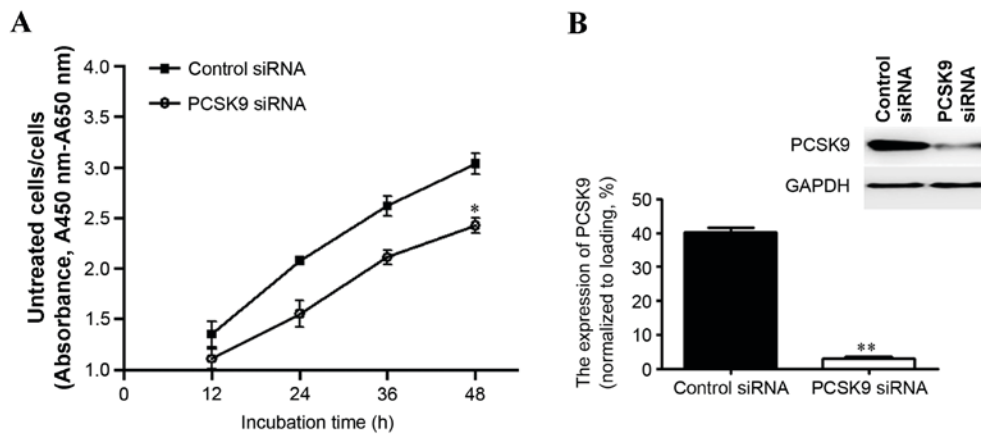 A
Untreated cells/cells
(Absorbance, A450 nm-A650 nm)
4.0
3.5
3.0
2.5
2.0
1.5
1.0
Control siRNA
PCSK9 siRNA
*
0
12
24
36
48
Incubation time (h)
B
Control
siRNA
PCSK9
siRNA
PCSK9
GAPDH
The expression of PCSK9
(normalized to loading, %)
50
40
30
20
10
0
**
Control siRNA
PCSK9 siRNA